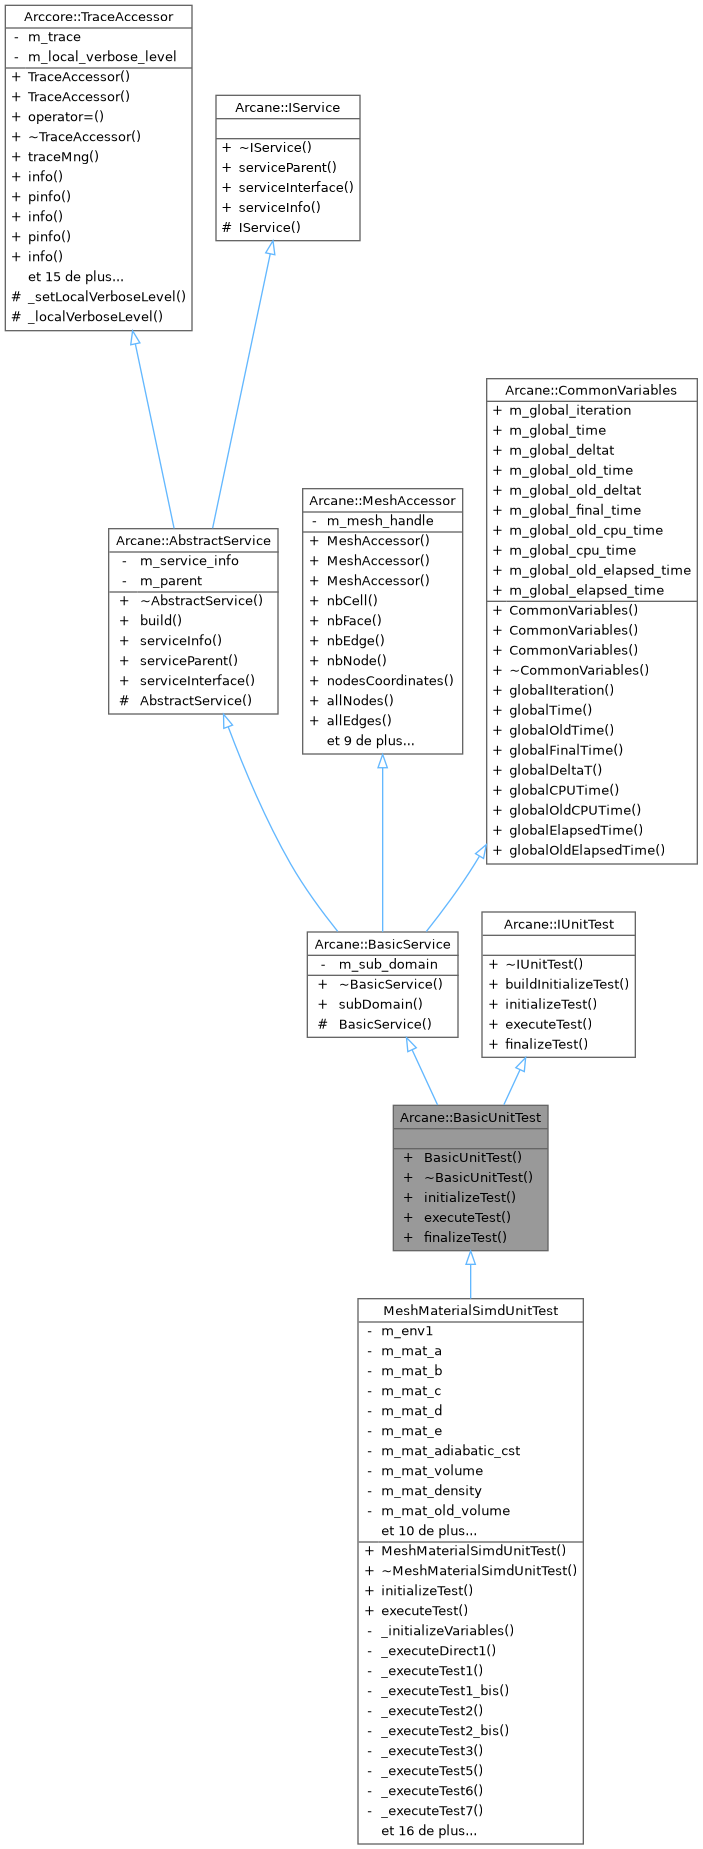 Arccore::TraceAccessor
- m_trace
- m_local_verbose_level
+ TraceAccessor()
+ TraceAccessor()
+ operator=()
+ ~TraceAccessor()
+ traceMng()
+ info()
+ pinfo()
+ info()
+ pinfo()
+ info()
et 15 de plus...
# _setLocalVerboseLevel()
# _localVerboseLevel()
Arcane::IService
+ ~IService()
+ serviceParent()
+ serviceInterface()
+ serviceInfo()
# IService()
Arcane::CommonVariables
+ m_global_iteration
+ m_global_time
+ m_global_deltat
+ m_global_old_time
+ m_global_old_deltat
+ m_global_final_time
+ m_global_old_cpu_time
+ m_global_cpu_time
+ m_global_old_elapsed_time
+ m_global_elapsed_time
+ CommonVariables()
+ CommonVariables()
+ CommonVariables()
+ ~CommonVariables()
+ globalIteration()
+ globalTime()
+ globalOldTime()
+ globalFinalTime()
+ globalDeltaT()
+ globalCPUTime()
+ globalOldCPUTime()
+ globalElapsedTime()
+ globalOldElapsedTime()
Arcane::MeshAccessor
- m_mesh_handle
+ MeshAccessor()
+ MeshAccessor()
+ MeshAccessor()
+ nbCell()
+ nbFace()
+ nbEdge()
+ nbNode()
+ nodesCoordinates()
+ allNodes()
+ allEdges()
et 9 de plus...
Arcane::AbstractService
- m_service_info
- m_parent
+ ~AbstractService()
+ build()
+ serviceInfo()
+ serviceParent()
+ serviceInterface()
# AbstractService()
Arcane::BasicService
- m_sub_domain
+ ~BasicService()
+ subDomain()
# BasicService()
Arcane::IUnitTest
+ ~IUnitTest()
+ buildInitializeTest()
+ initializeTest()
+ executeTest()
+ finalizeTest()
Arcane::BasicUnitTest
+ BasicUnitTest()
+ ~BasicUnitTest()
+ initializeTest()
+ executeTest()
+ finalizeTest()
MeshMaterialSimdUnitTest
- m_env1
- m_mat_a
- m_mat_b
- m_mat_c
- m_mat_d
- m_mat_e
- m_mat_adiabatic_cst
- m_mat_volume
- m_mat_density
- m_mat_old_volume
et 10 de plus...
+ MeshMaterialSimdUnitTest()
+ ~MeshMaterialSimdUnitTest()
+ initializeTest()
+ executeTest()
- _initializeVariables()
- _executeDirect1()
- _executeTest1()
- _executeTest1_bis()
- _executeTest2()
- _executeTest2_bis()
- _executeTest3()
- _executeTest5()
- _executeTest6()
- _executeTest7()
et 16 de plus...